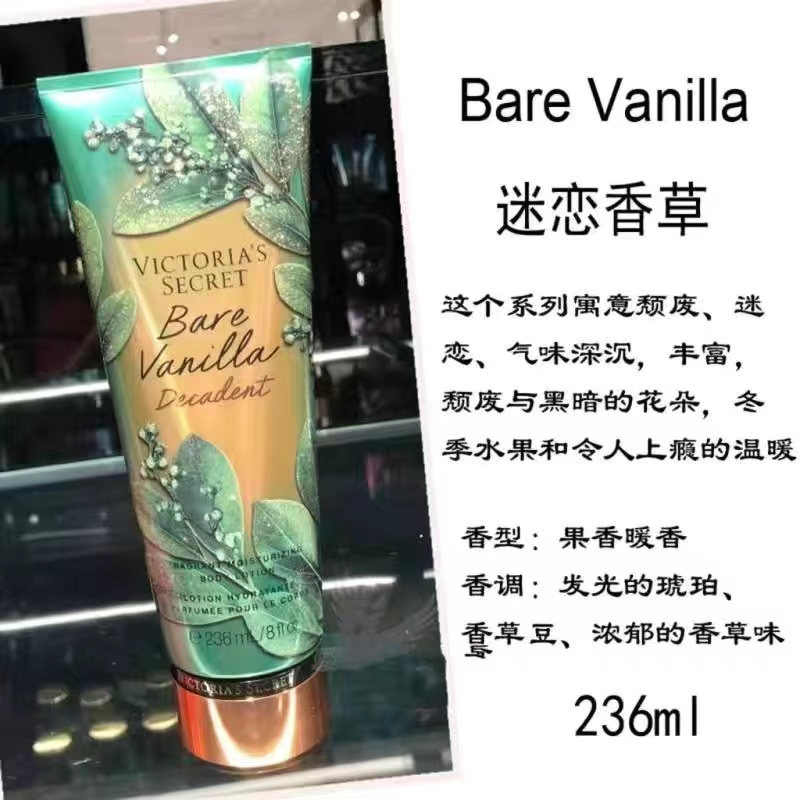 Bare Vanilla
迷恋香草
这个系列寓意颓废、迷
恋、气味深沉，丰富，
颓废与黑暗的花朵，冬
季水果和令人上瘾的温暖
香型：果香暖香
香调：发光的琥珀、
香草豆、浓郁的香草味
236ml
VICTORIA'S
SECRET
Bare
Vanilla
Decadent
FRAGRANT MOISTURIZING
BODY LOTION
LOTION HYDRATANTE
PARFUMÉE POUR LE CORPS
e 236 ml/8 fl oz
VICTORIA'S SECRET